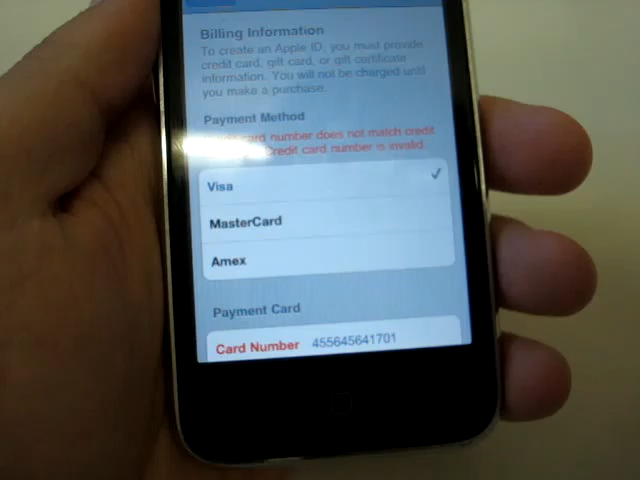 Billing Information
To create an Apple ID, you must provide
credit card, gift card, or gift certificate
information. You will not be charged until
you make a purchase.
Payment Method
card number does not match credit
Credit card number is invalid.
Visa
MasterCard
Amex
Payment Card
Card Number 455645641701